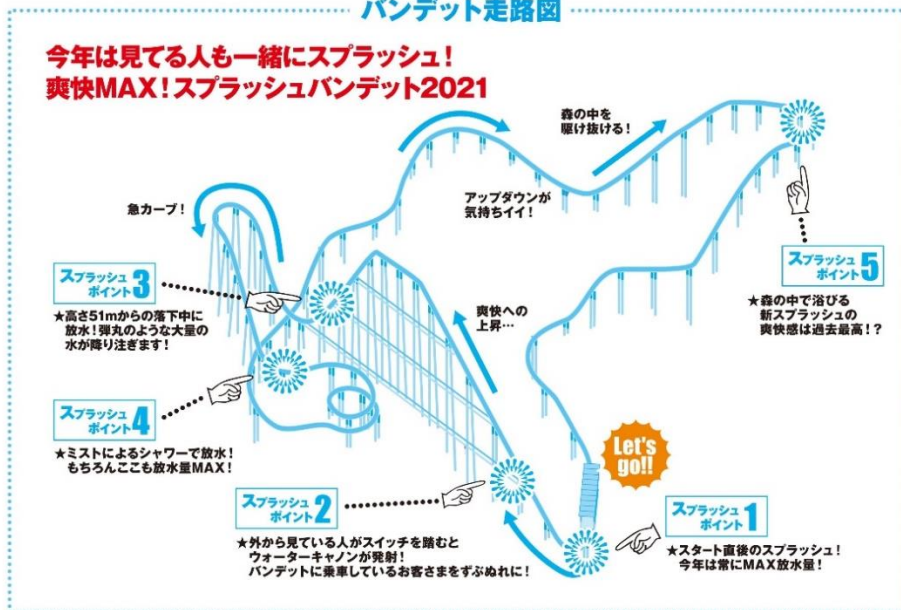 バンデット走路図
今年は見てる人も一緒にスプラッシュ!
爽快MAX!スプラッシュバンデット2021
森の中を
駆け抜ける!
アップダウンが
気持ちイイ!
急カーブ!
スプラッシュ
ポイント3
★高さ51mからの落下中に
放水!弾丸のような大量の
水が降り注ぎます!
爽快への
上昇…
スプラッシュ
ポイント5
★森の中で浴びる
新スプラッシュの
爽快感は過去最高!?
スプラッシュ
ポイント4
★ミストによるシャワーで放水!
もちろんここも放水量MAX!
Let's
go!!
スプラッシュ
ポイント2
★外から見ている人がスイッチを踏むと
ウォーターキャノンが発射!
バンデットに乗車しているお客さまをずぶぬれに!
スプラッシュ
ポイント1
★スタート直後のスプラッシュ!
今年は常にMAX放水量!